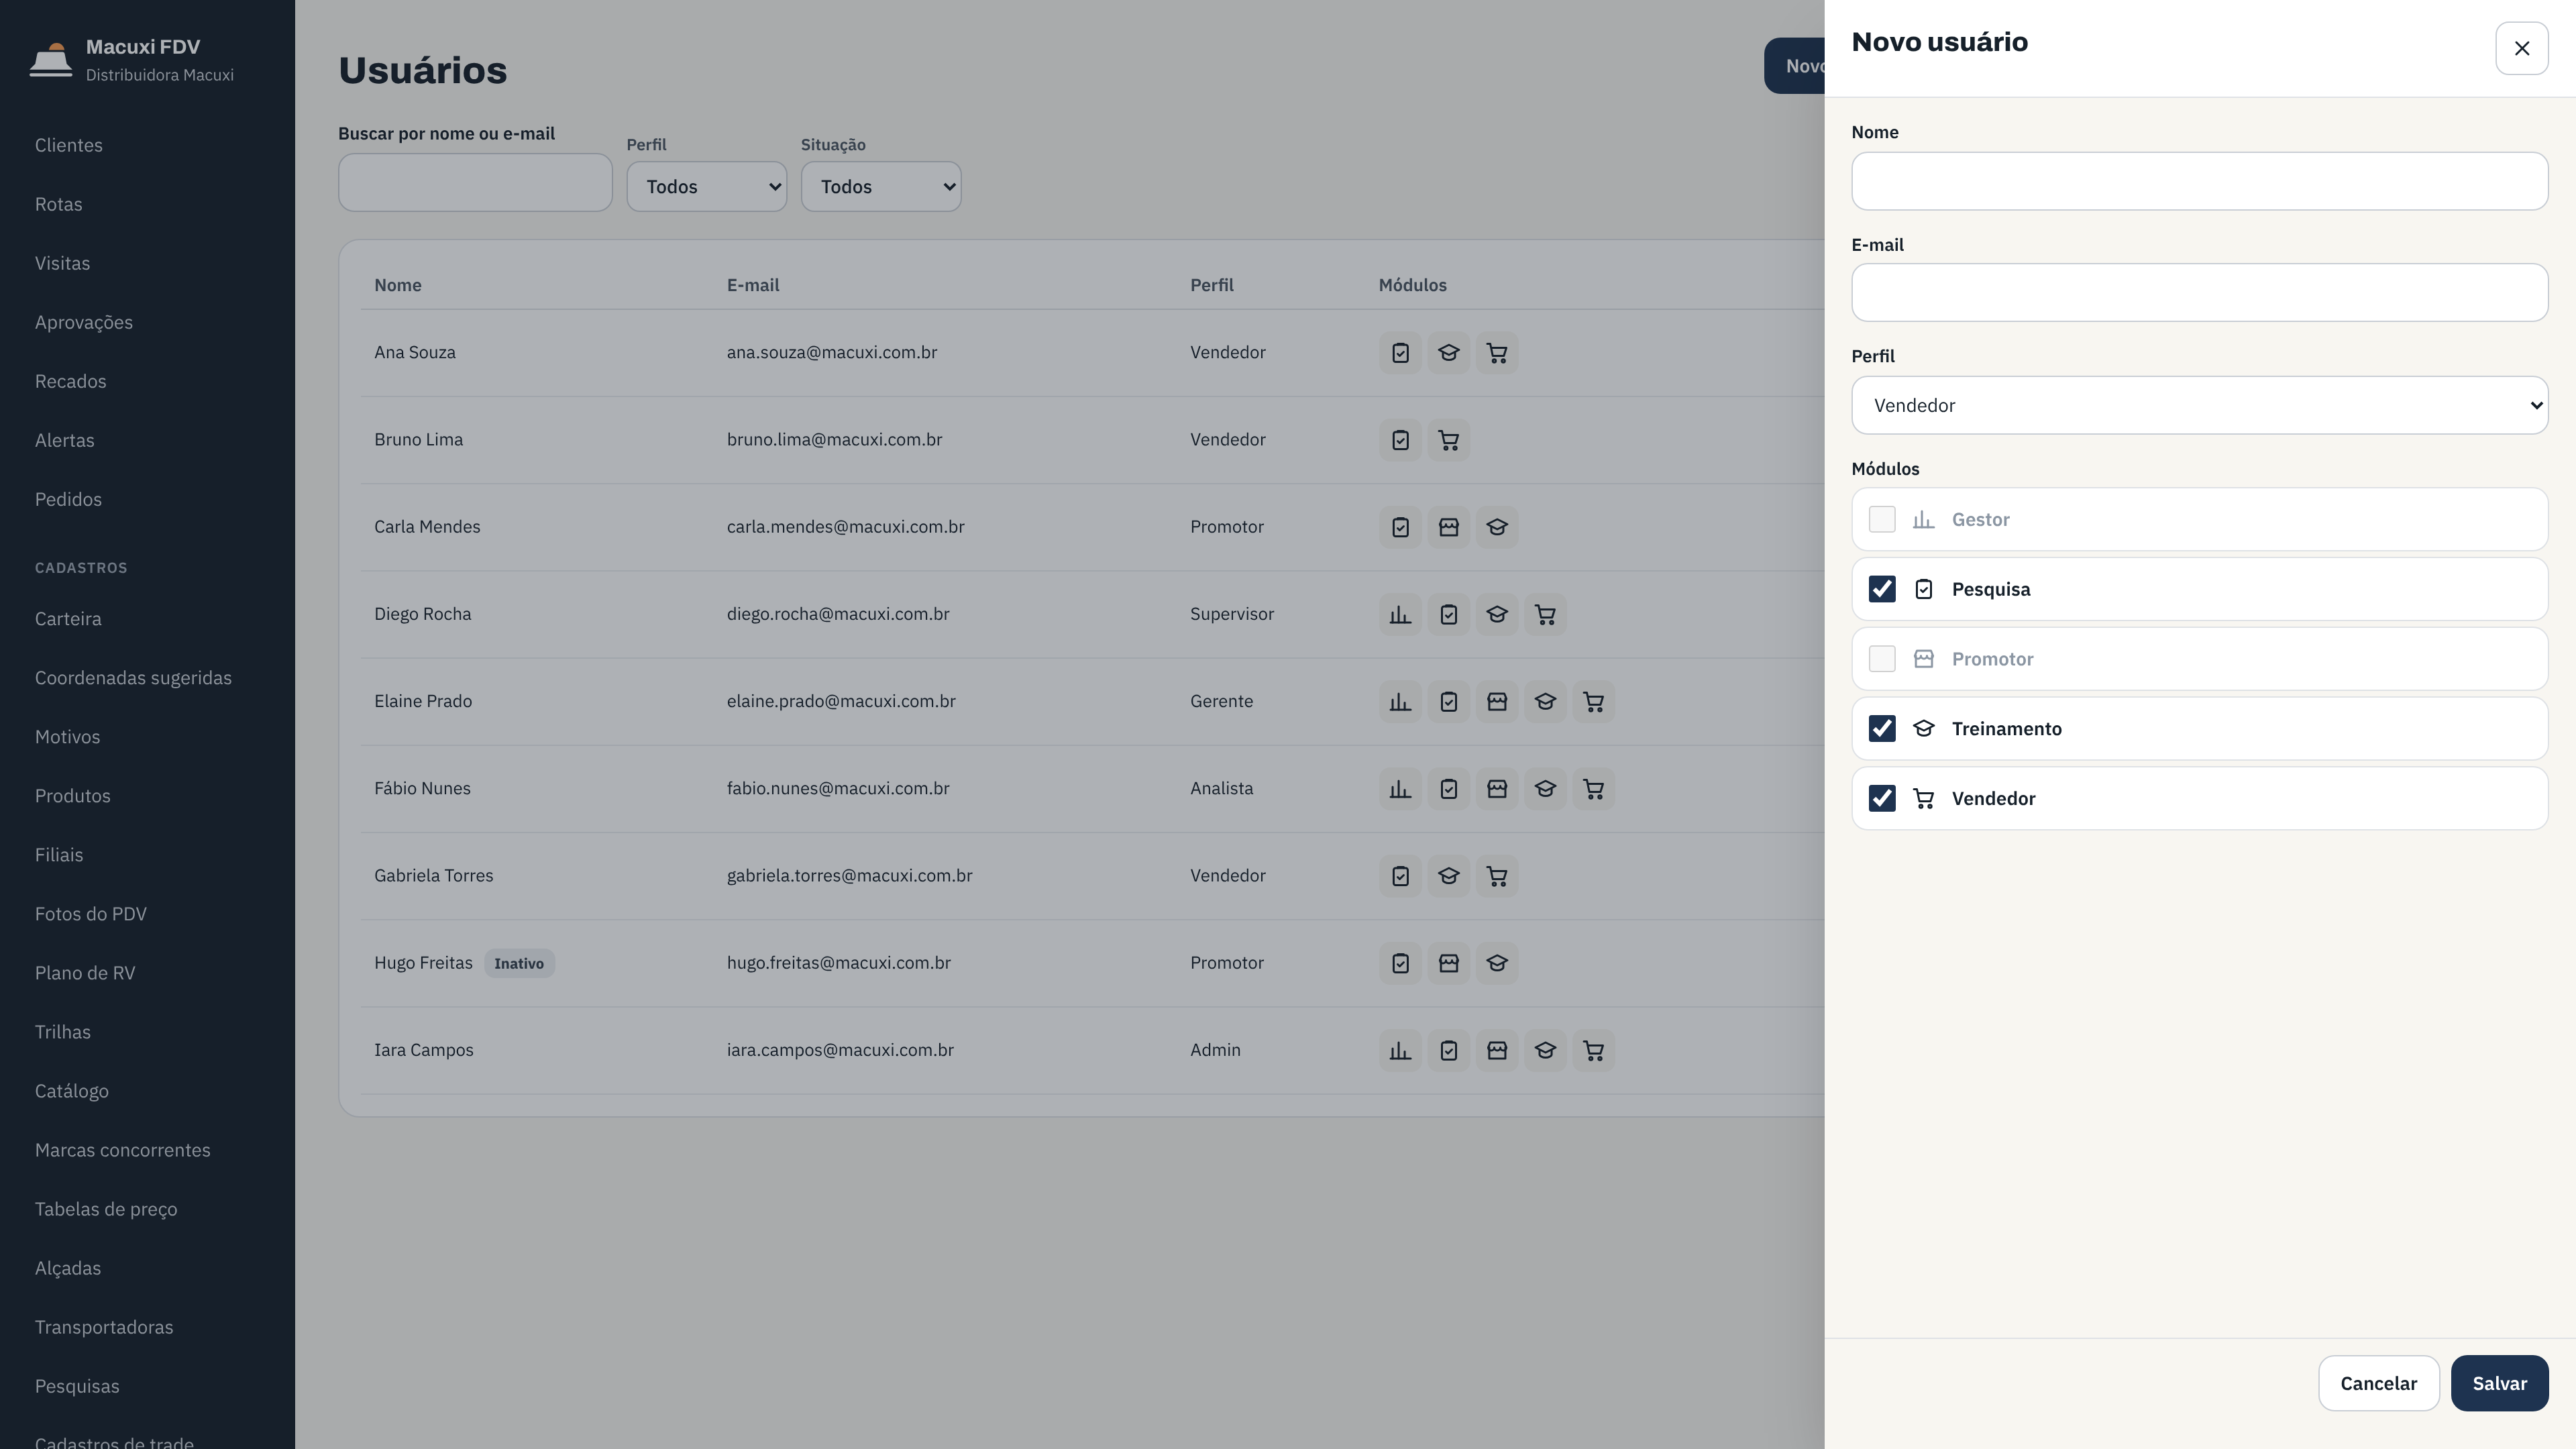 Macuxi FDV
Distribuidora Macuxi
Clientes
Rotas
Visitas
Aprovações
Recados
Alertas
Pedidos
CADASTROS
Carteira
Coordenadas sugeridas
Motivos
Produtos
Filiais
Fotos do PDV
Plano de RV
Trilhas
Catálogo
Marcas concorrentes
Tabelas de preço
Alçadas
Transportadoras
Pesquisas
Cadastros de trade
Usuários
Novo
Buscar por nome ou e-mail
Perfil
Situação
Todos
Todos
Nome E-mail Perfil Módulos
Ana Souza ana.souza@macuxi.com.br Vendedor
Bruno Lima bruno.lima@macuxi.com.br Vendedor
Carla Mendes carla.mendes@macuxi.com.br Promotor
Diego Rocha diego.rocha@macuxi.com.br Supervisor
Elaine Prado elaine.prado@macuxi.com.br Gerente
Fábio Nunes fabio.nunes@macuxi.com.br Analista
Gabriela Torres gabriela.torres@macuxi.com.br Vendedor
Hugo Freitas Inativo hugo.freitas@macuxi.com.br Promotor
Iara Campos iara.campos@macuxi.com.br Admin
Novo usuário
Nome
E-mail
Perfil
Vendedor
Módulos
Gestor
Pesquisa
Promotor
Treinamento
Vendedor
Cancelar
Salvar